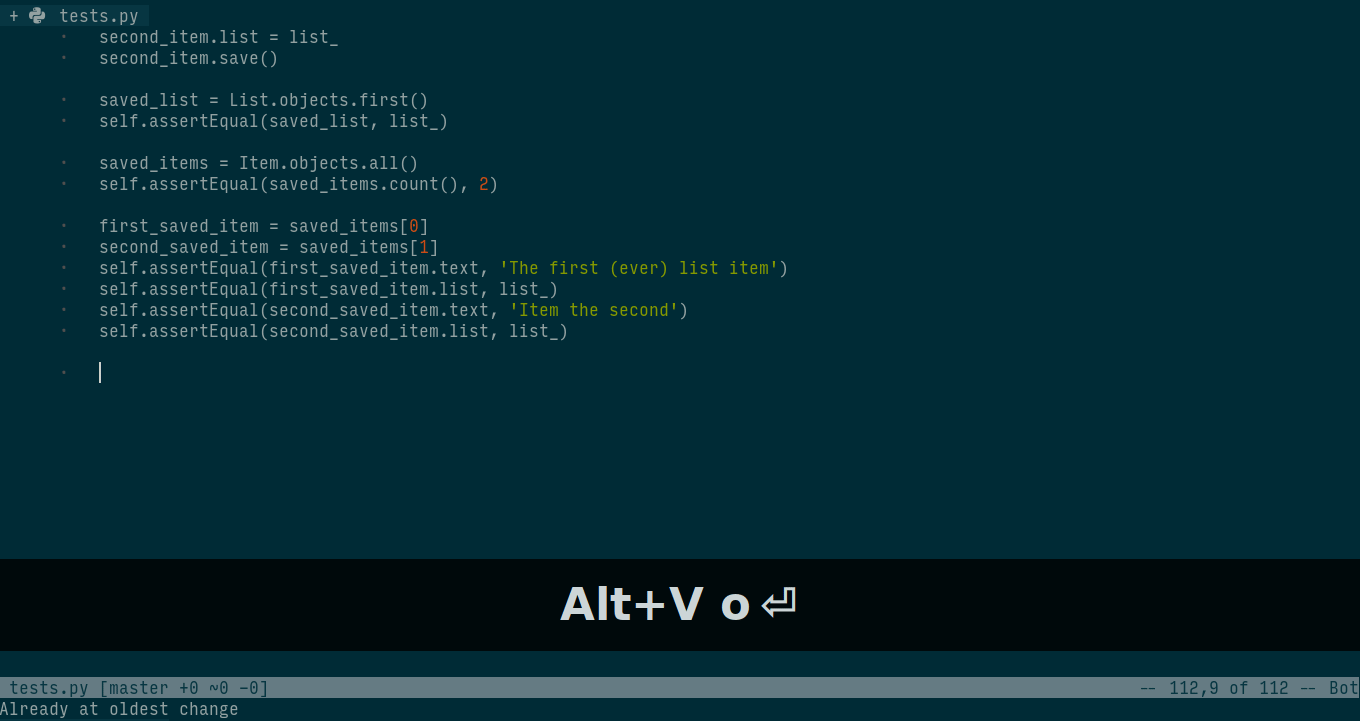 + tests.py
second_item.list = list_
second_item.save()
saved_list = List.objects.first()
self.assertEqual(saved_list, list_)
saved_items = Item.objects.all()
self.assertEqual(saved_items.count(), 2)
first_saved_item = saved_items[0]
second_saved_item = saved_items[1]
self.assertEqual(first_saved_item.text, 'The first (ever) list item')
self.assertEqual(first_saved_item.list, list_)
self.assertEqual(second_saved_item.text, 'Item the second')
self.assertEqual(second_saved_item.list, list_)
Alt+V o⏎
tests.py [master +0 ~0 -0] -- 112,9 of 112 -- Bot
Already at oldest change